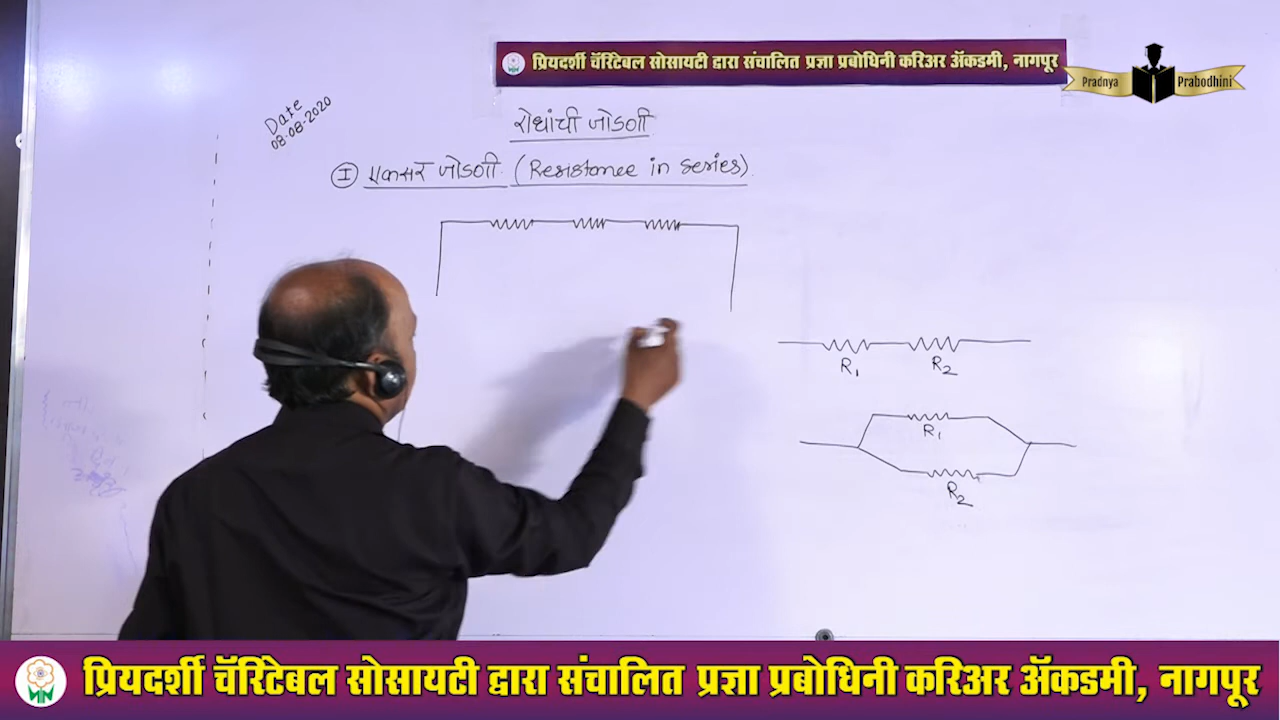 प्रियदर्शी चॅरिटेबल सोसायटी द्वारा संचालित प्रज्ञा प्रबोधिनी करिअर ॲकडमी, नागपूर
Pradnya Prabodhini
Date
08-08-2020
रोधांची जोडणी
I एकसर जोडणी (Resistance in series).
R1 R2
R1
R2
प्रियदर्शी चॅरिटेबल सोसायटी द्वारा संचालित प्रज्ञा प्रबोधिनी करिअर ॲकडमी, नागपूर